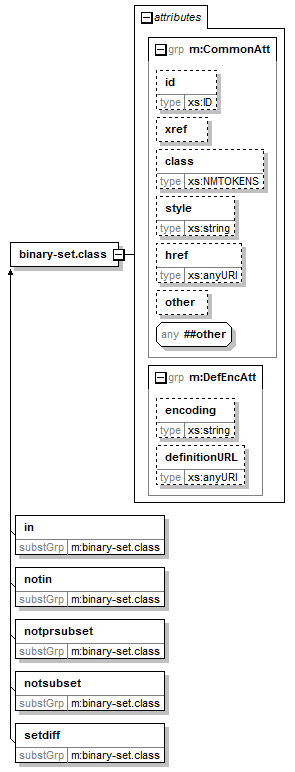 attributes
grp m:CommonAtt
id
type xs:ID
xref
class
type xs:NMTOKENS
style
type xs:string
binary-set.class
href
type xs:anyURI
other
any ##other
grp m:DefEncAtt
encoding
type xs:string
definitionURL
type xs:anyURI
in
substGrp m:binary-set.class
notin
substGrp m:binary-set.class
notprsubset
substGrp m:binary-set.class
notsubset
substGrp m:binary-set.class
setdiff
substGrp m:binary-set.class